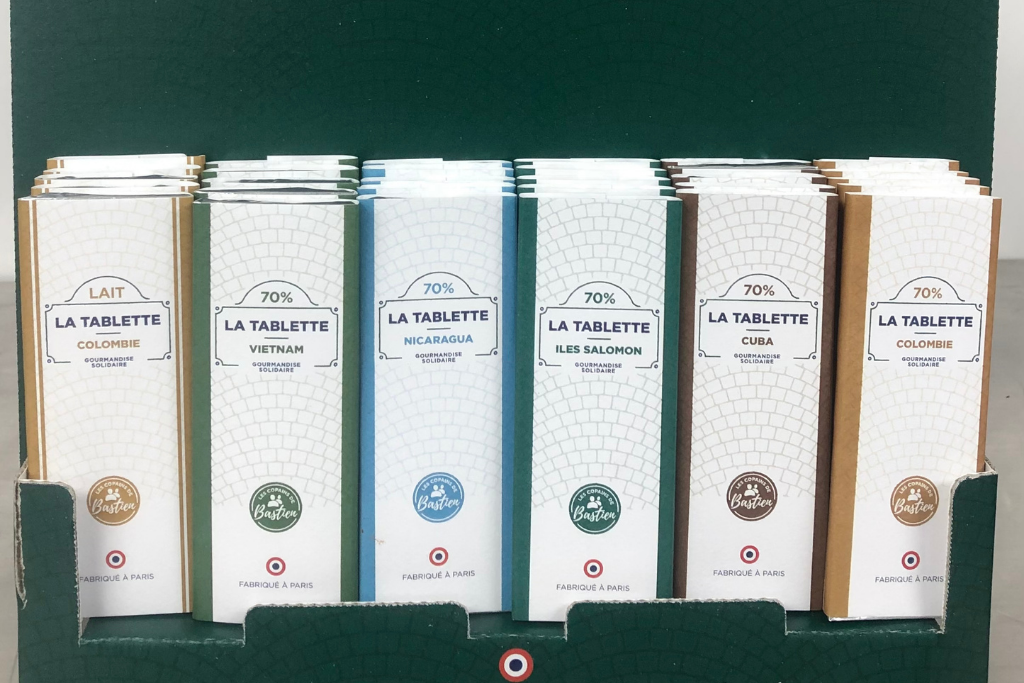 LAIT
LA TABLETTE
COLOMBIE
GOURMANDISE
SOLIDAIRE
LES COPAINS DE
Bastien
FABRIQUÉ À PARIS
70%
LA TABLETTE
VIETNAM
GOURMANDISE
SOLIDAIRE
LES COPAINS DE
Bastien
FABRIQUÉ À PARIS
70%
LA TABLETTE
NICARAGUA
GOURMANDISE
SOLIDAIRE
LES COPAINS DE
Bastien
FABRIQUÉ À PARIS
70%
LA TABLETTE
ILES SALOMON
GOURMANDISE
SOLIDAIRE
LES COPAINS DE
Bastien
FABRIQUÉ À PARIS
70%
LA TABLETTE
CUBA
GOURMANDISE
SOLIDAIRE
LES COPAINS DE
Bastien
FABRIQUÉ À PARIS
70%
LA TABLETTE
COLOMBIE
GOURMANDISE
SOLIDAIRE
LES COPAINS DE
Bastien
FABRIQUÉ À PARIS